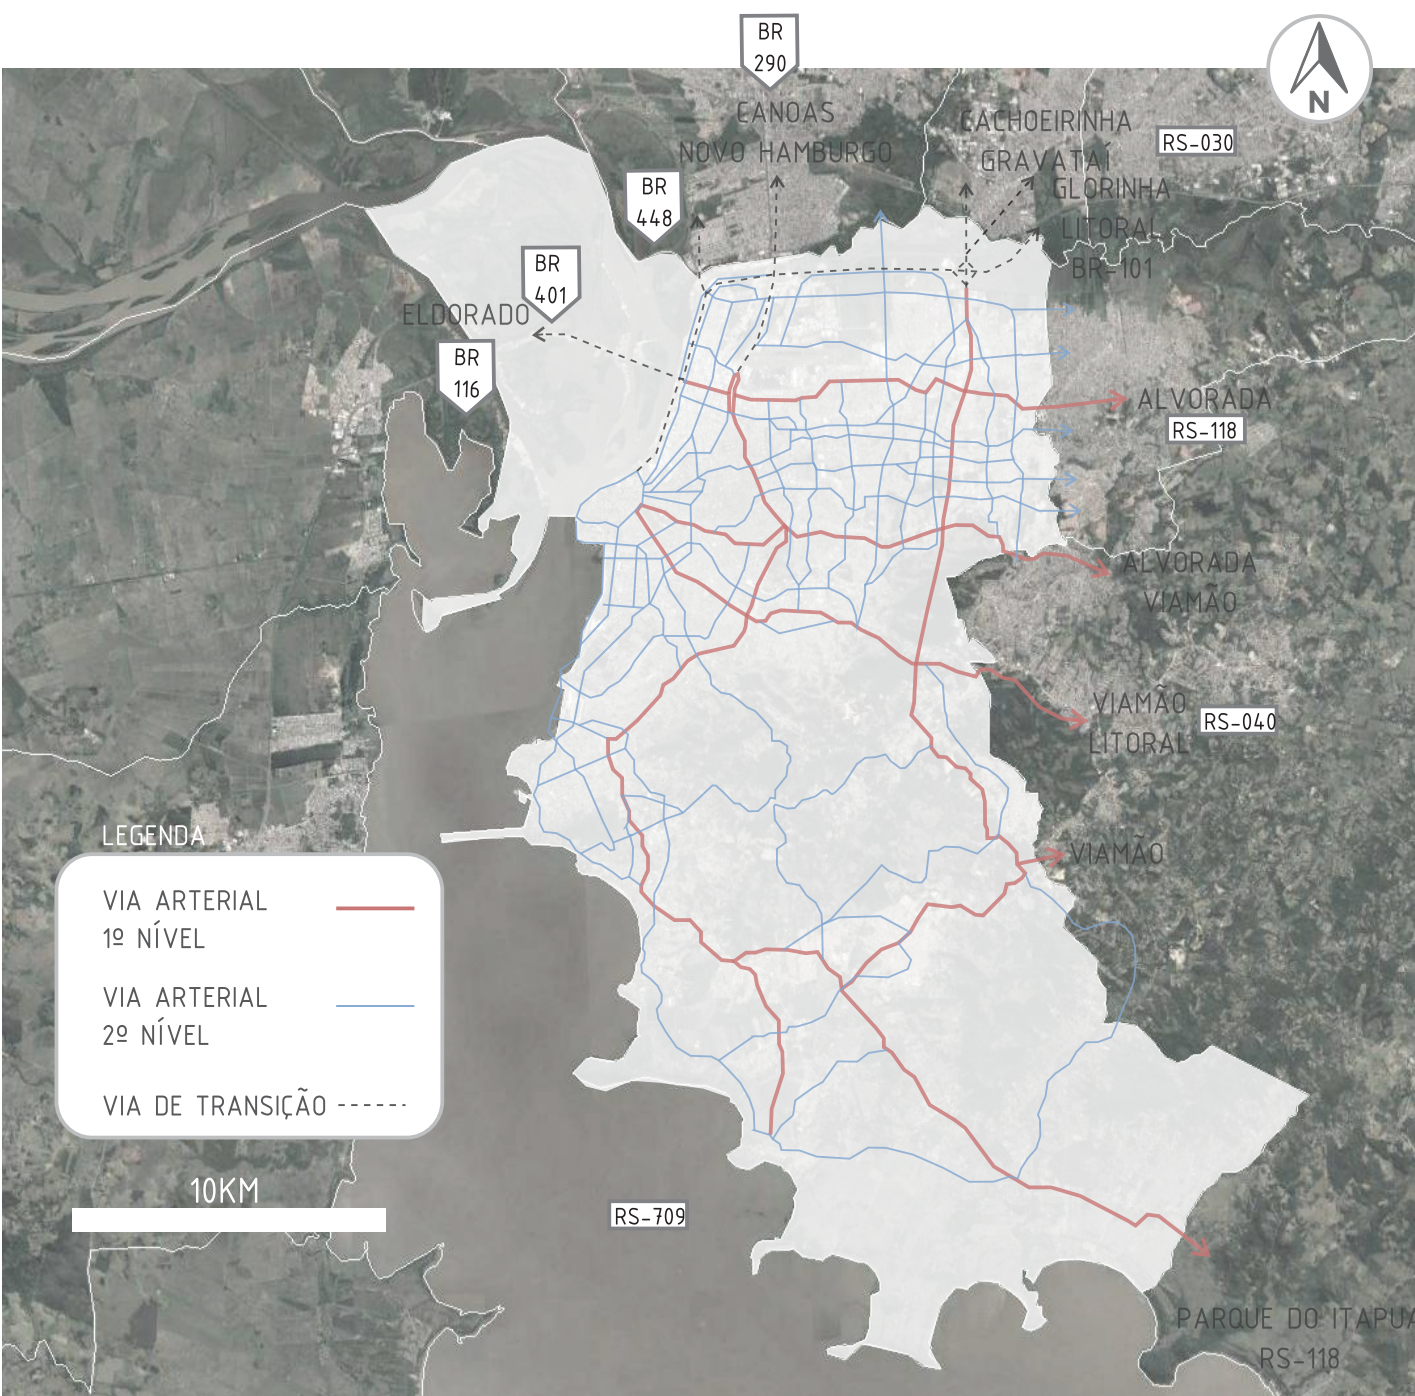 BR
290
N
CANOAS
NOVO HAMBURGO
CACHOEIRINHA
GRAVATAÍ
RS-030
GLORINHA
LITORAL
BR-101
BR
448
BR
401
ELDORADO
BR
116
ALVORADA
RS-118
ALVORADA
VIAMÃO
VIAMÃO
LITORAL
RS-040
VIAMÃO
LEGENDA
VIA ARTERIAL
1º NÍVEL
VIA ARTERIAL
2º NÍVEL
VIA DE TRANSIÇÃO
10KM
RS-709
PARQUE DO ITAPUA
RS-118